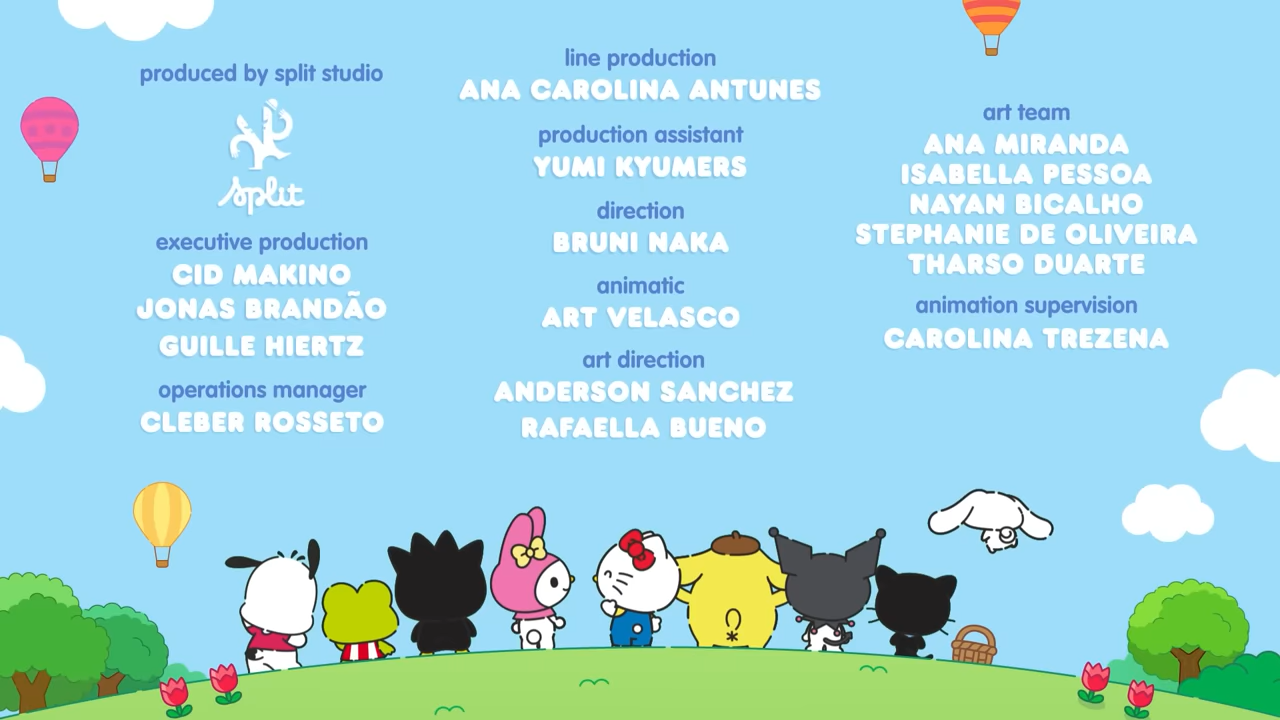 produced by split studio
split
executive production
CID MAKINO
JONAS BRANDÃO
GUILLE HIERTZ
operations manager
CLEBER ROSSETO
line production
ANA CAROLINA ANTUNES
production assistant
YUMI KYUMERS
direction
BRUNI NAKA
animatic
ART VELASCO
art direction
ANDERSON SANCHEZ
RAFAELLA BUENO
art team
ANA MIRANDA
ISABELLA PESSOA
NAYAN BICALHO
STEPHANIE DE OLIVEIRA
THARSO DUARTE
animation supervision
CAROLINA TREZENA